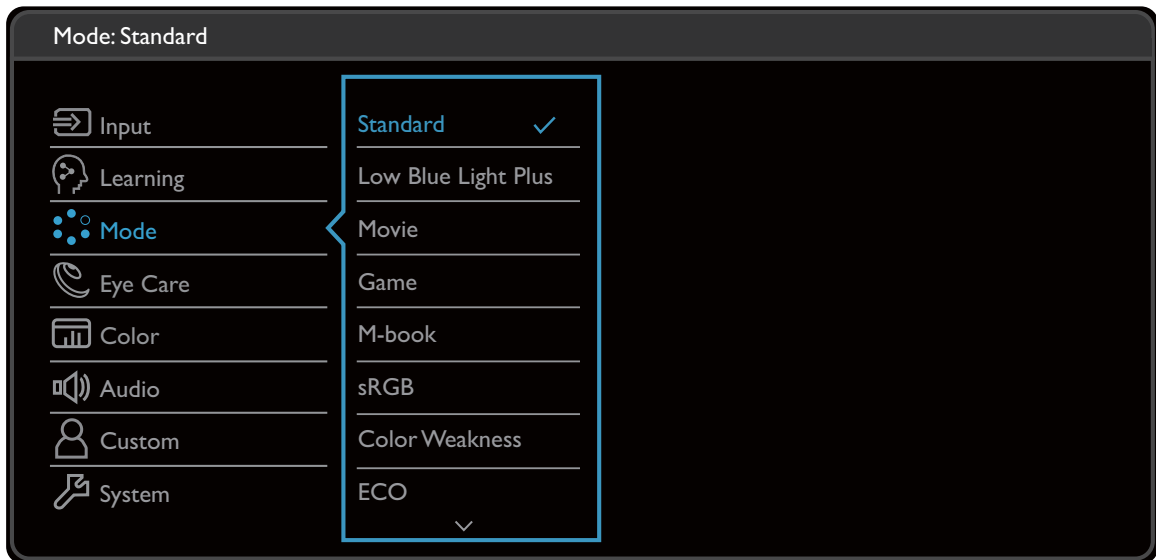 Mode: Standard
Input
Learning
Mode
Eye Care
Color
Audio
Custom
System
Standard
Low Blue Light Plus
Movie
Game
M-book
sRGB
Color Weakness
ECO